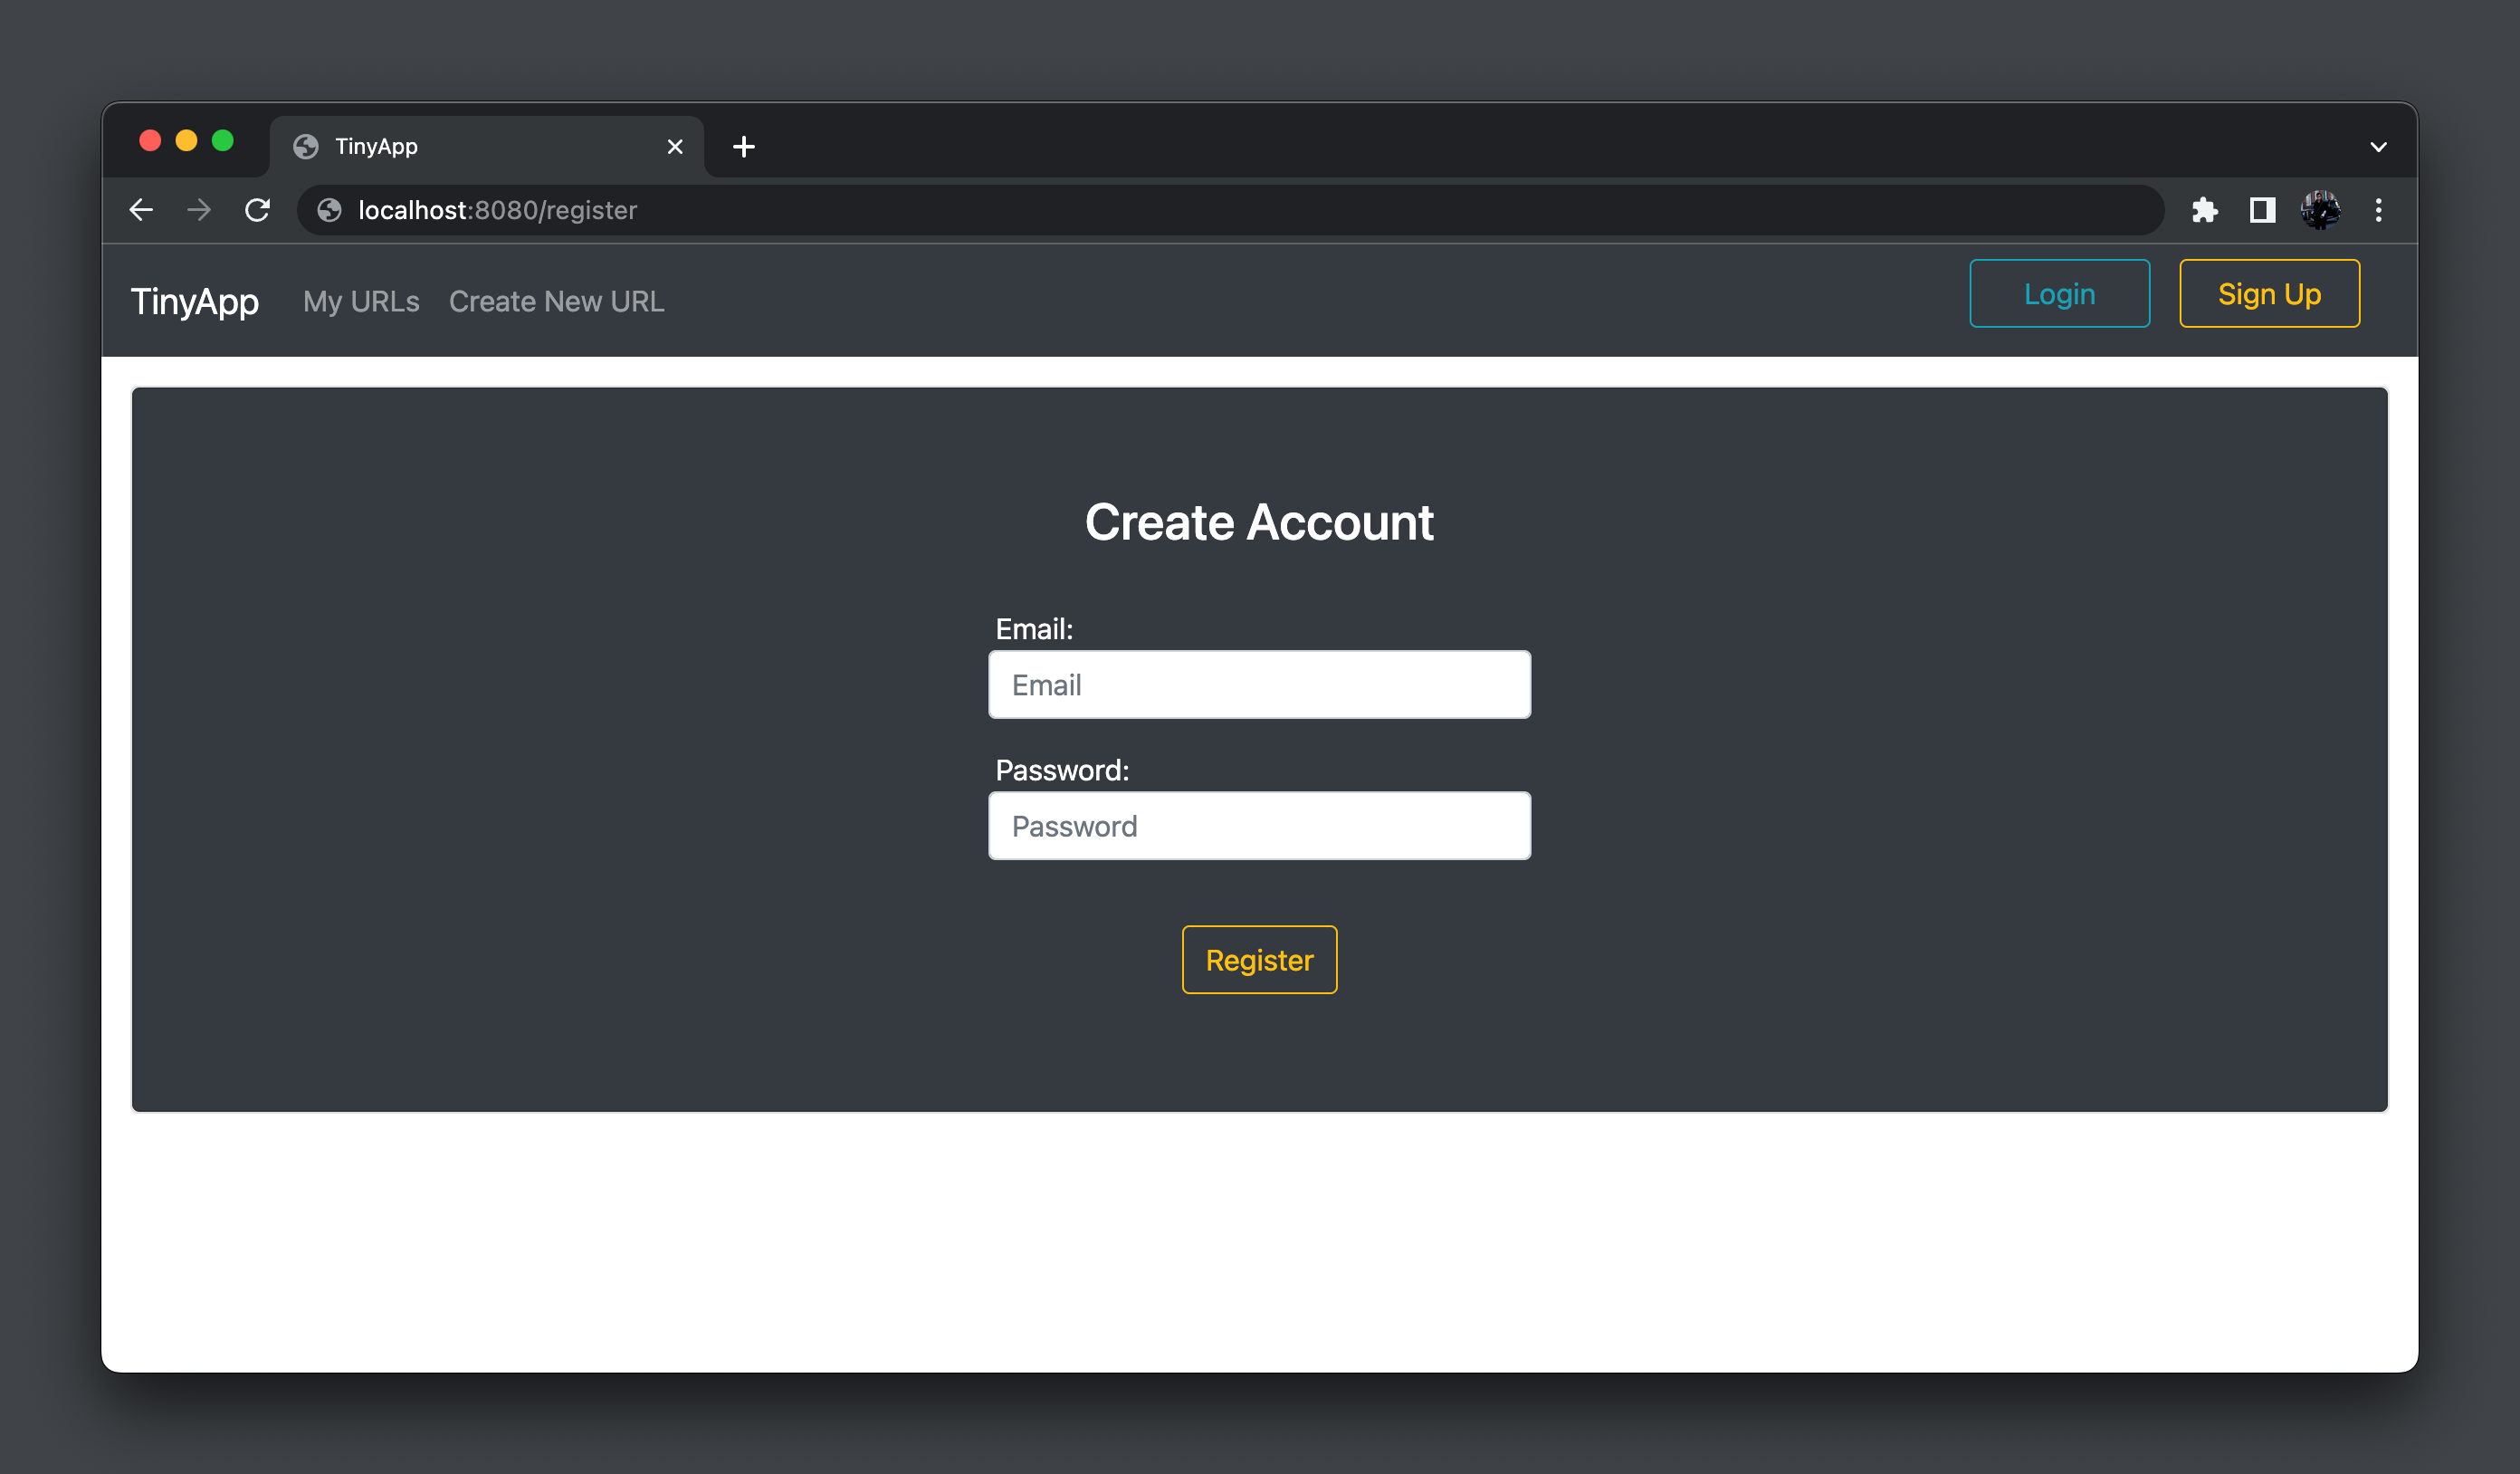 TinyApp
localhost:8080/register
TinyApp My URLs Create New URL Login Sign Up
Create Account
Email:
Email
Password:
Password
Register